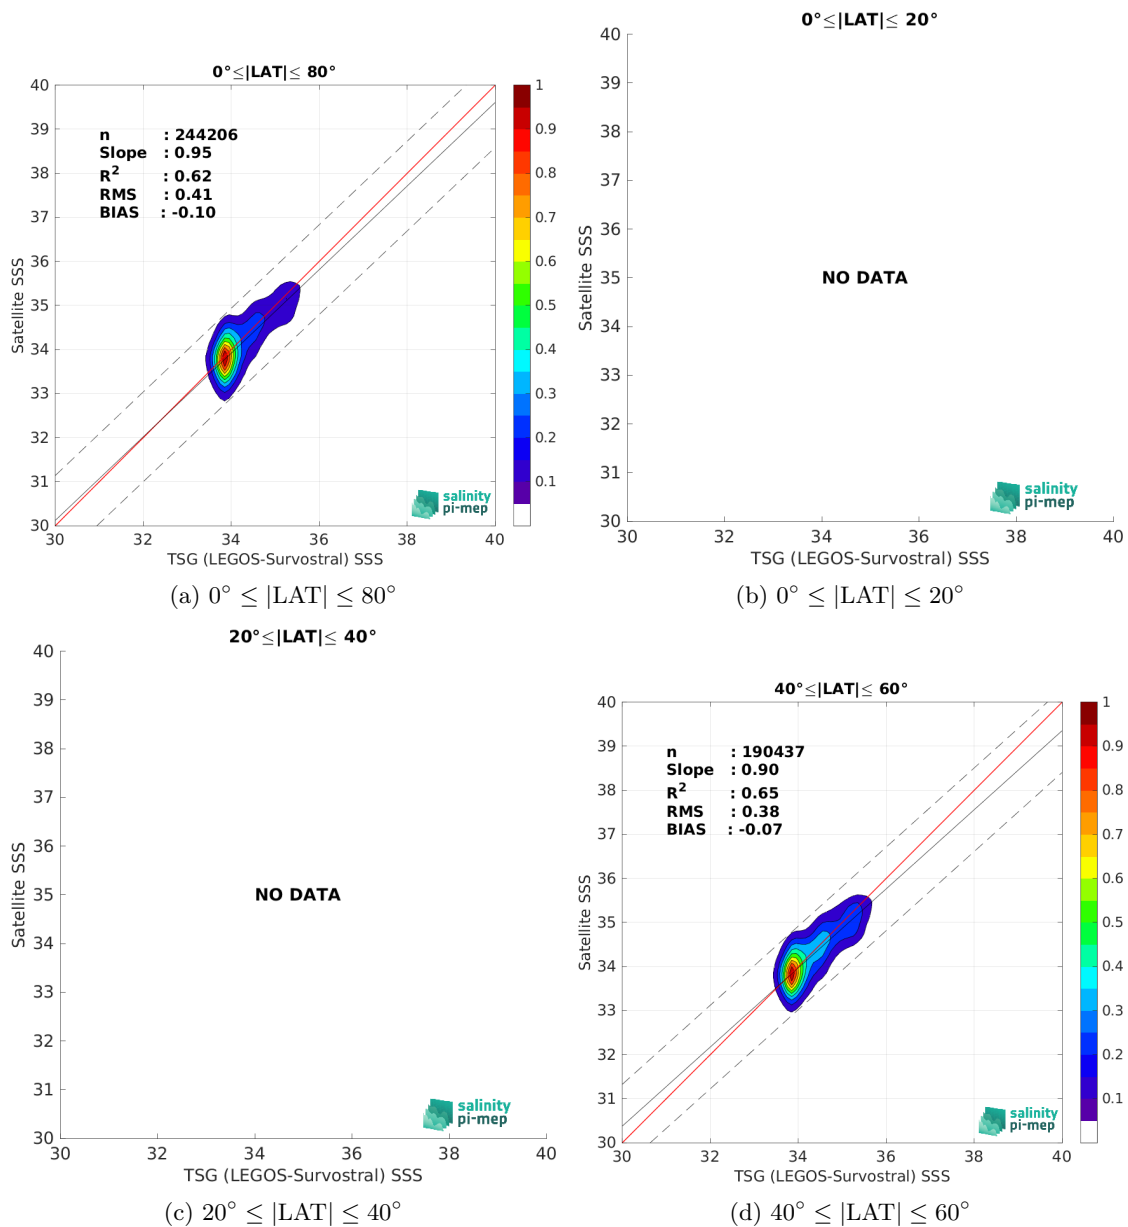 0°≤|LAT|≤ 80°
40
39
38
37
36
35
34
33
32
31
30
Satellite SSS
n : 244206
Slope : 0.95
R² : 0.62
RMS : 0.41
BIAS : -0.10
salinity
pi-mep
30 32 34 36 38 40
TSG (LEGOS-Survostral) SSS
1
0.9
0.8
0.7
0.6
0.5
0.4
0.3
0.2
0.1
(a) 0° ≤ |LAT| ≤ 80°
0°≤|LAT|≤ 20°
40
39
38
37
36
35
34
33
32
31
30
Satellite SSS
NO DATA
salinity
pi-mep
30 32 34 36 38 40
TSG (LEGOS-Survostral) SSS
(b) 0° ≤ |LAT| ≤ 20°
20°≤|LAT|≤ 40°
40
39
38
37
36
35
34
33
32
31
30
Satellite SSS
NO DATA
salinity
pi-mep
30 32 34 36 38 40
TSG (LEGOS-Survostral) SSS
(c) 20° ≤ |LAT| ≤ 40°
40°≤|LAT|≤ 60°
40
39
38
37
36
35
34
33
32
31
30
Satellite SSS
n : 190437
Slope : 0.90
R² : 0.65
RMS : 0.38
BIAS : -0.07
salinity
pi-mep
30 32 34 36 38 40
TSG (LEGOS-Survostral) SSS
1
0.9
0.8
0.7
0.6
0.5
0.4
0.3
0.2
0.1
(d) 40° ≤ |LAT| ≤ 60°